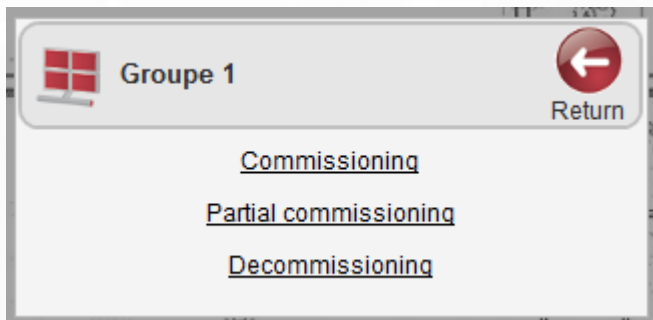 Groupe 1
Return
Commissioning
Partial commissioning
Decommissioning